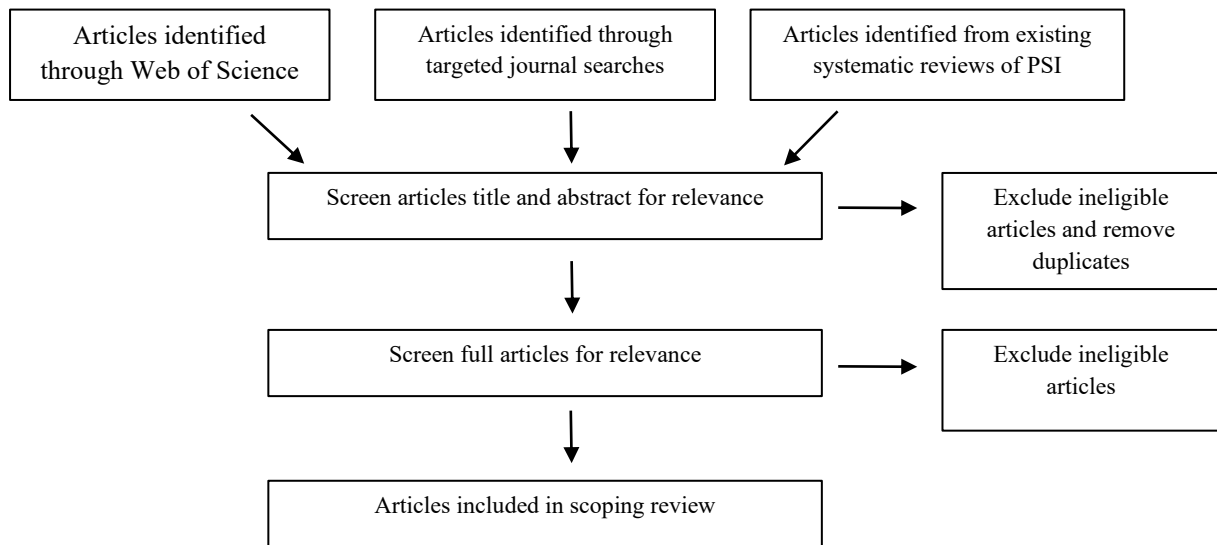 Articles identified
through Web of Science
Articles identified through
targeted journal searches
Articles identified from existing
systematic reviews of PSI
Screen articles title and abstract for relevance
Exclude ineligible
articles and remove
duplicates
Screen full articles for relevance
Exclude ineligible
articles
Articles included in scoping review